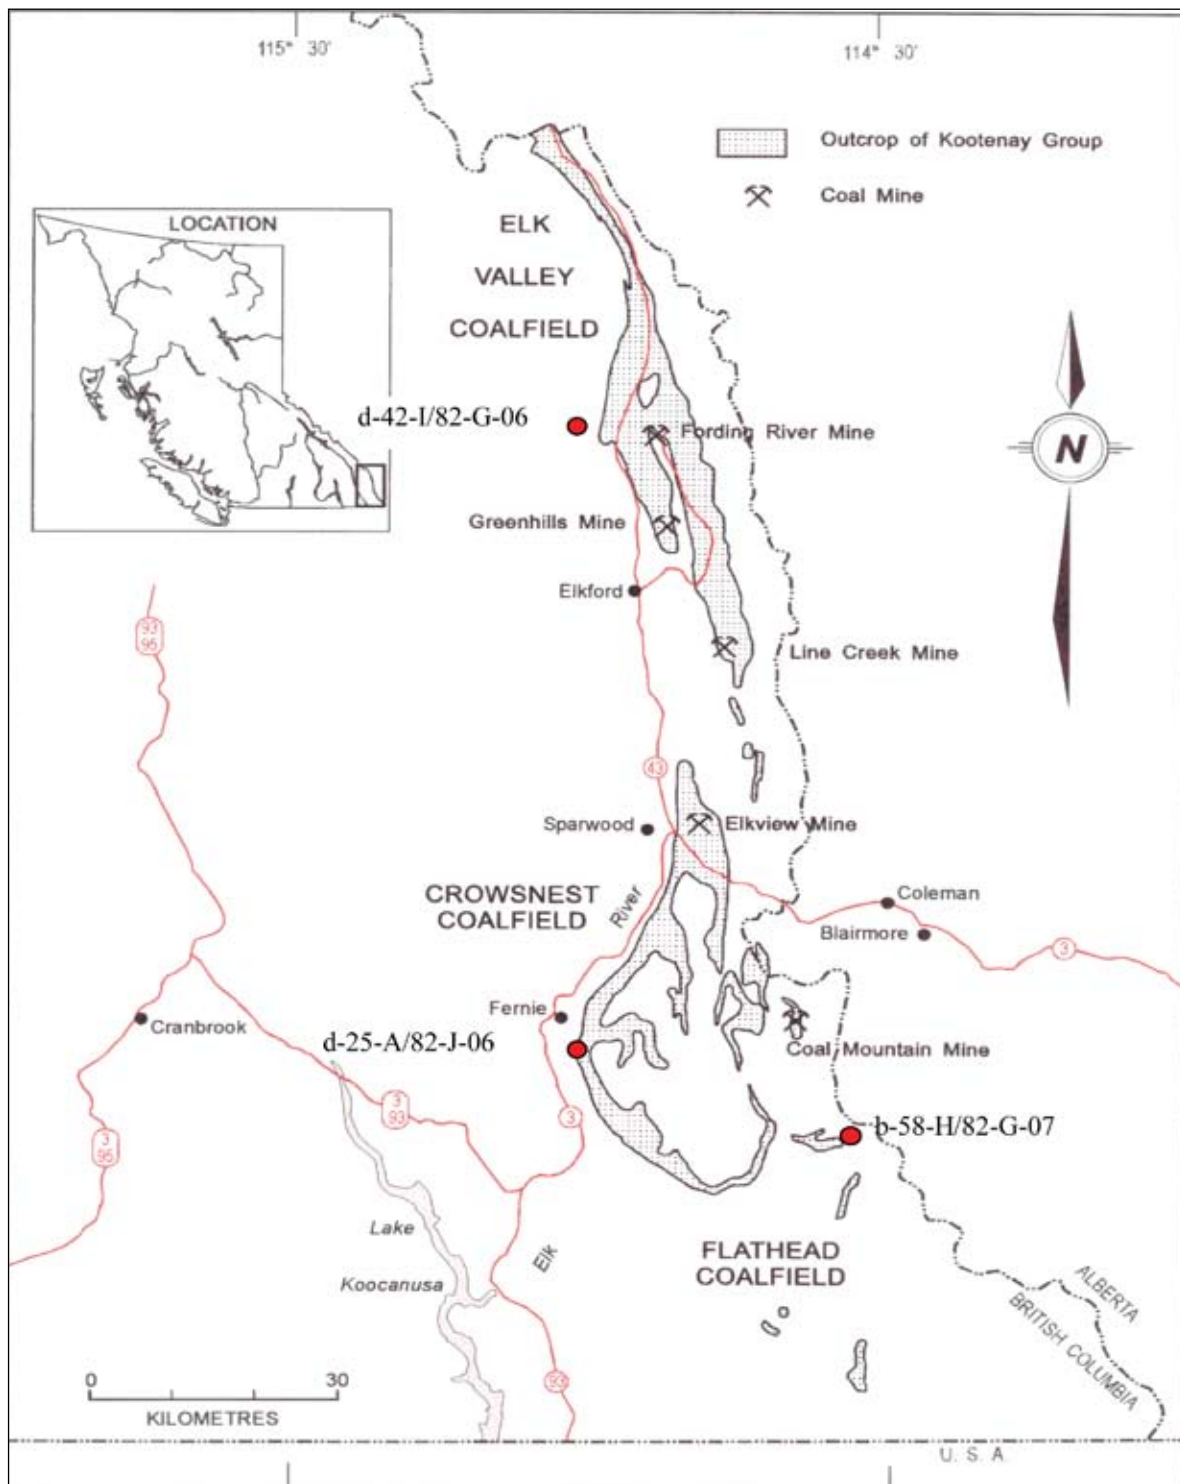 115° 30'
114° 30'
Outcrop of Kootenay Group
Coal Mine
LOCATION
ELK
VALLEY
COALFIELD
d-42-I/82-G-06
Fording River Mine
N
Greenhills Mine
Elkford
93
95
Line Creek Mine
43
Sparwood
Elkview Mine
CROWSNEST
COALFIELD
River
Coleman
Blairmore
3
Fernie
Cranbrook
d-25-A/82-J-06
Coal Mountain Mine
3
93
3
b-58-H/82-G-07
3
95
Lake
Koocanusa
Elk
FLATHEAD
COALFIELD
ALBERTA
BRITISH COLUMBIA
93
0 30
KILOMETRES
U. S. A